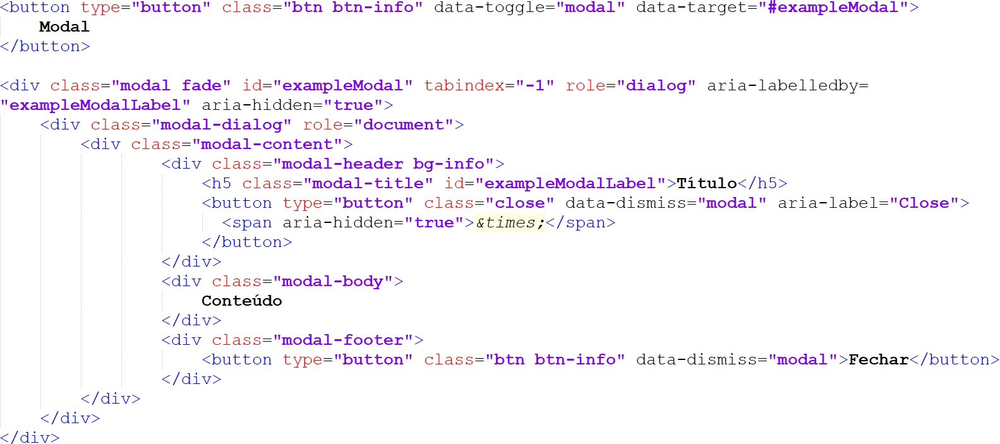 <button type="button" class="btn btn-info" data-toggle="modal" data-target="#exampleModal">
    Modal
</button>

<div class="modal fade" id="exampleModal" tabindex="-1" role="dialog" aria-labelledby=
"exampleModalLabel" aria-hidden="true">
    <div class="modal-dialog" role="document">
        <div class="modal-content">
                <div class="modal-header bg-info">
                    <h5 class="modal-title" id="exampleModalLabel">Título</h5>
                    <button type="button" class="close" data-dismiss="modal" aria-label="Close">
                      <span aria-hidden="true">&times;</span>
                    </button>
                </div>
                <div class="modal-body">
                    Conteúdo
                </div>
                <div class="modal-footer">
                    <button type="button" class="btn btn-info" data-dismiss="modal">Fechar</button>
                </div>
        </div>
    </div>
</div>